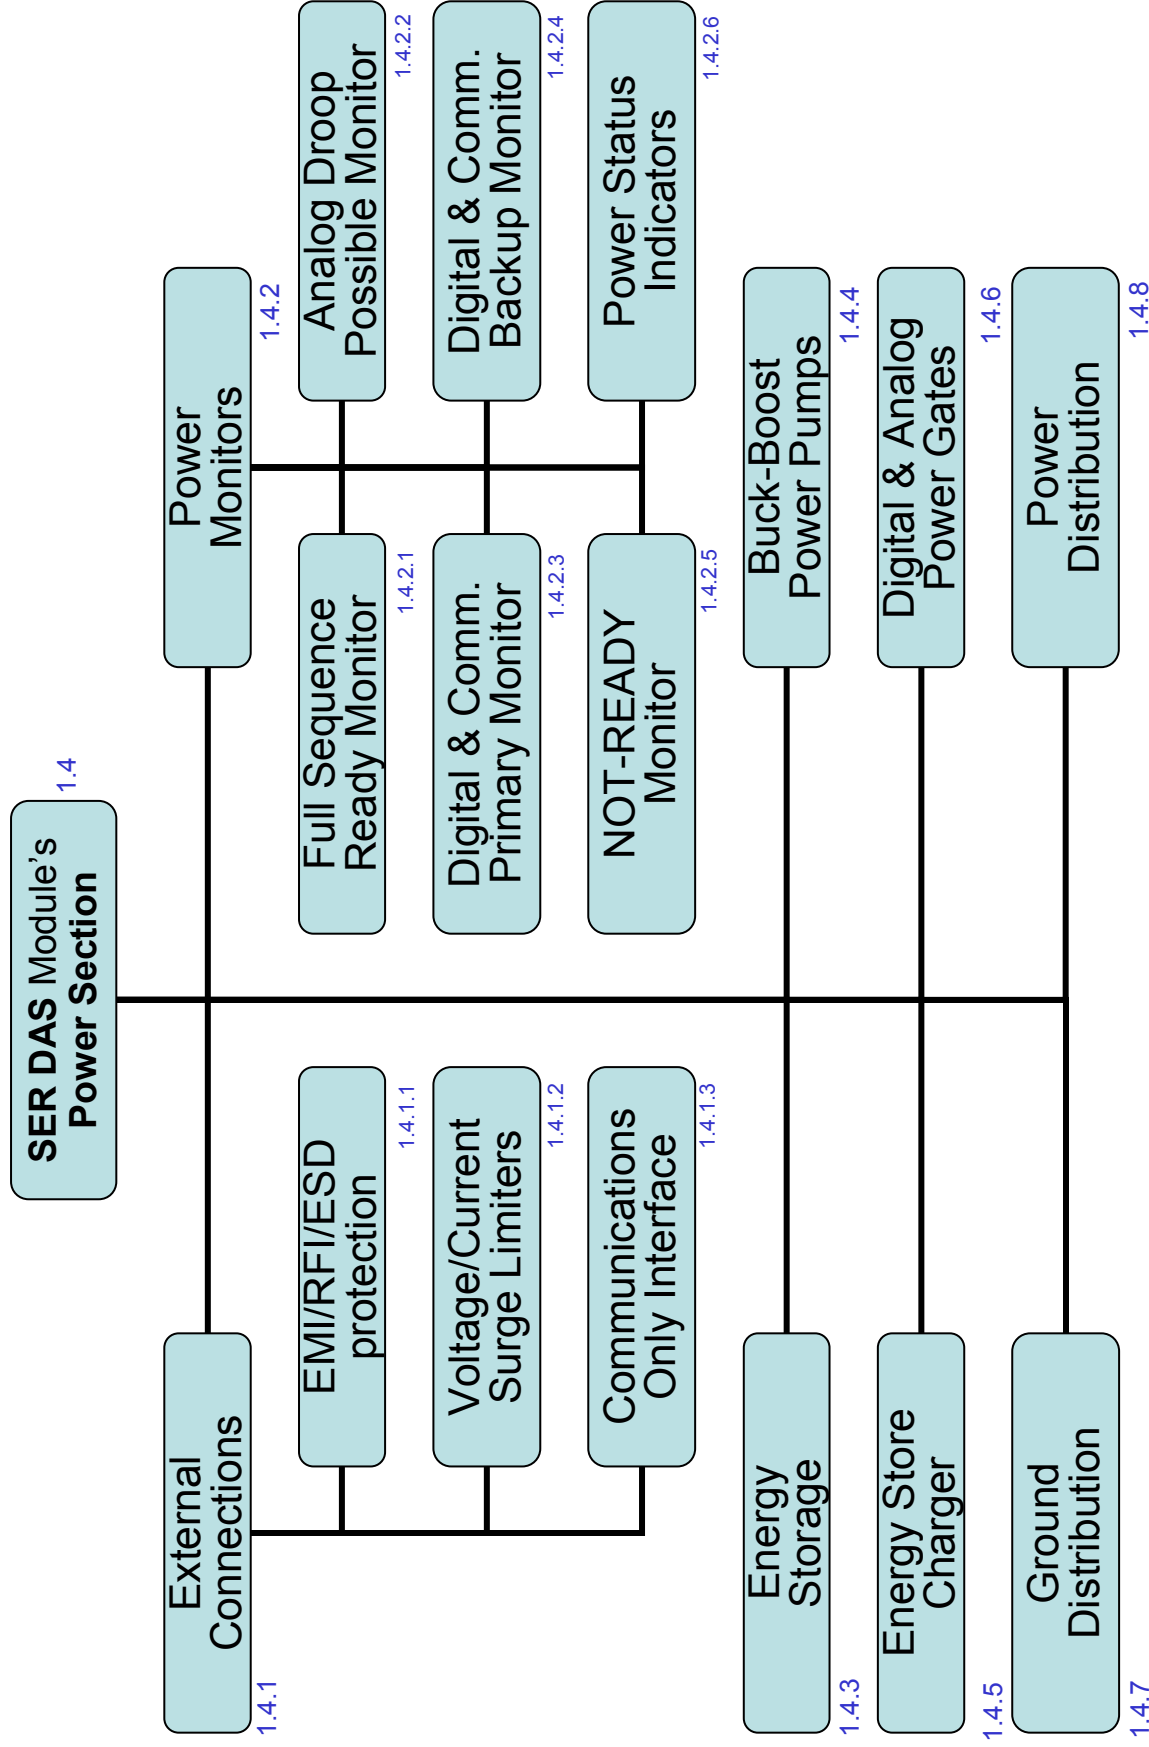 SER DAS Module's
Power Section
1.4
External
Connections
1.4.1
Power
Monitors
1.4.2
EMI/RFI/ESD
protection
1.4.1.1
Full Sequence
Ready Monitor
1.4.2.1
Analog Droop
Possible Monitor
1.4.2.2
Voltage/Current
Surge Limiters
1.4.1.2
Digital & Comm.
Primary Monitor
1.4.2.3
Digital & Comm.
Backup Monitor
1.4.2.4
Communications
Only Interface
1.4.1.3
NOT-READY
Monitor
1.4.2.5
Power Status
Indicators
1.4.2.6
Energy
Storage
1.4.3
Buck-Boost
Power Pumps
1.4.4
Energy Store
Charger
1.4.5
Digital & Analog
Power Gates
1.4.6
Ground
Distribution
1.4.7
Power
Distribution
1.4.8